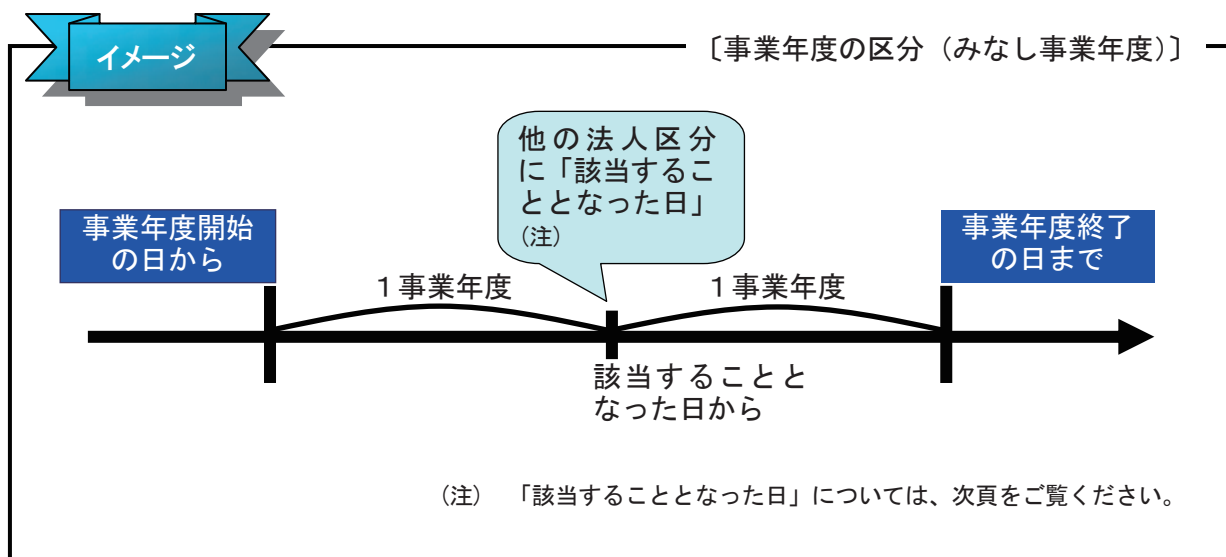 イメージ
〔事業年度の区分（みなし事業年度）〕
他の法人区分
に「該当するこ
ととなった日」
（注）
事業年度開始
の日から
事業年度終了
の日まで
１事業年度
１事業年度
該当することと
なった日から
（注）　「該当することとなった日」については、次頁をご覧ください。